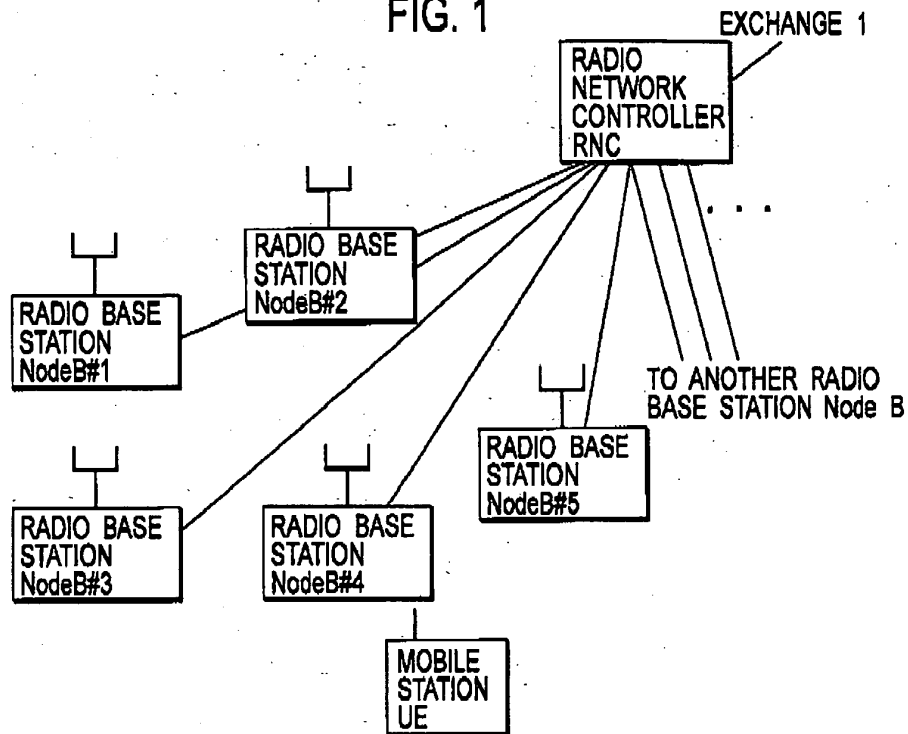 FIG. 1
EXCHANGE 1
RADIO
NETWORK
CONTROLLER
RNC
RADIO BASE
STATION
NodeB#2
RADIO BASE
STATION
NodeB#1
. . .
TO ANOTHER RADIO
BASE STATION Node B
RADIO BASE
STATION
NodeB#5
RADIO BASE
STATION
NodeB#3
RADIO BASE
STATION
NodeB#4
MOBILE
STATION
UE